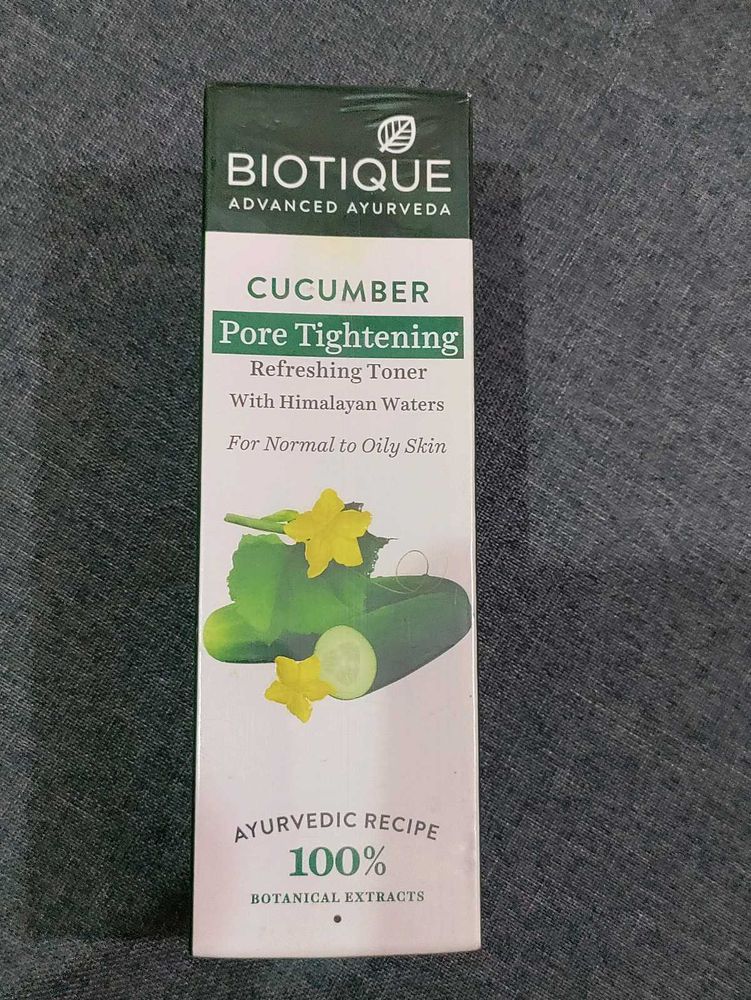 BIOTIQUE
ADVANCED AYURVEDA
CUCUMBER
Pore Tightening
Refreshing Toner
With Himalayan Waters
For Normal to Oily Skin
AYURVEDIC RECIPE
100%
BOTANICAL EXTRACTS